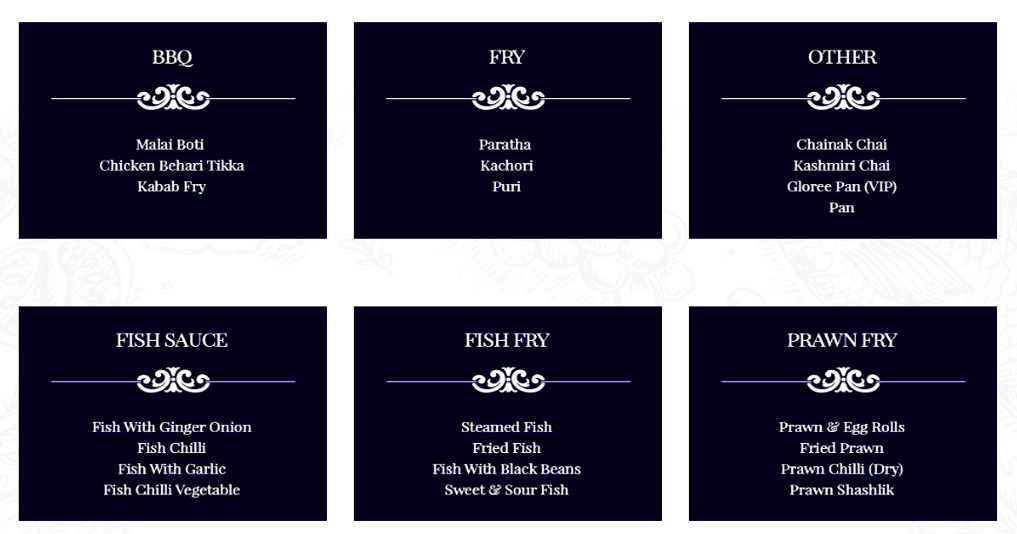 BBQ
Malai Boti
Chicken Behari Tikka
Kabab Fry
FRY
Paratha
Kachori
Puri
OTHER
Chainak Chai
Kashmiri Chai
Gloree Pan (VIP)
Pan
FISH SAUCE
Fish With Ginger Onion
Fish Chilli
Fish With Garlic
Fish Chilli Vegetable
FISH FRY
Steamed Fish
Fried Fish
Fish With Black Beans
Sweet & Sour Fish
PRAWN FRY
Prawn & Egg Rolls
Fried Prawn
Prawn Chilli (Dry)
Prawn Shashlik